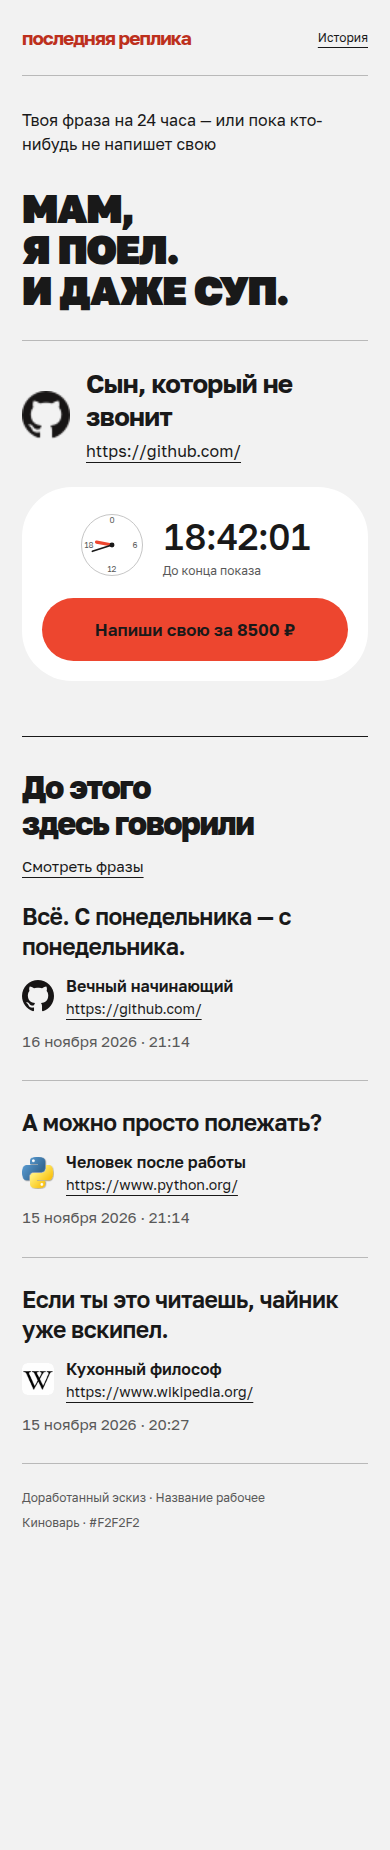 последняя реплика
История
Твоя фраза на 24 часа — или пока кто-
нибудь не напишет свою
МАМ,
Я ПОЕЛ.
И ДАЖЕ СУП.
Сын, который не
звонит
https://github.com/
0
18
6
12
18:42:01
До конца показа
Напиши свою за 8500 ₽
До этого
здесь говорили
Смотреть фразы
Всё. С понедельника — с
понедельника.
Вечный начинающий
https://github.com/
16 ноября 2026 · 21:14
А можно просто полежать?
Человек после работы
https://www.python.org/
15 ноября 2026 · 21:14
Если ты это читаешь, чайник
уже вскипел.
W
Кухонный философ
https://www.wikipedia.org/
15 ноября 2026 · 20:27
Доработанный эскиз · Название рабочее
Киноварь · #F2F2F2